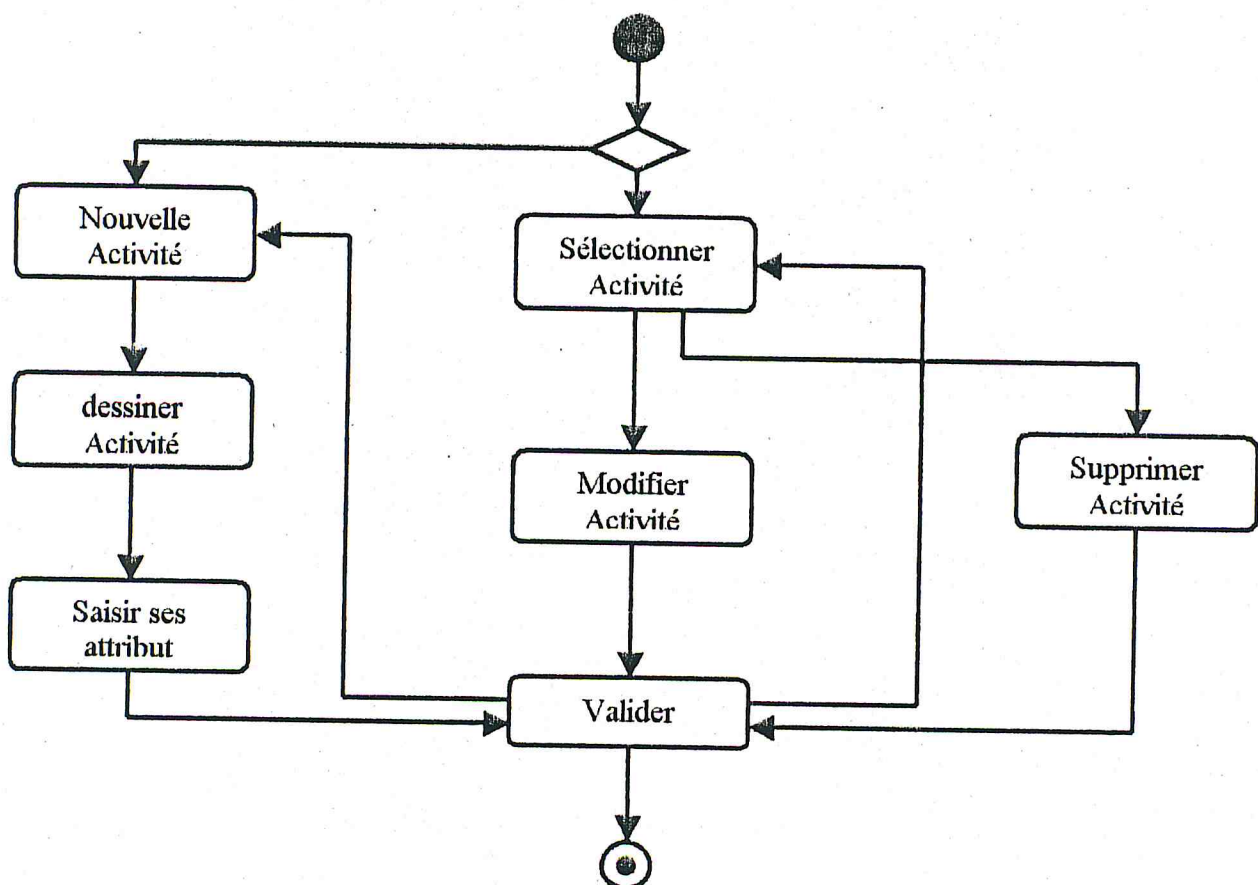 Nouvelle
Activité
Sélectionner
Activité
dessiner
Activité
Modifier
Activité
Supprimer
Activité
Saisir ses
attribut
Valider